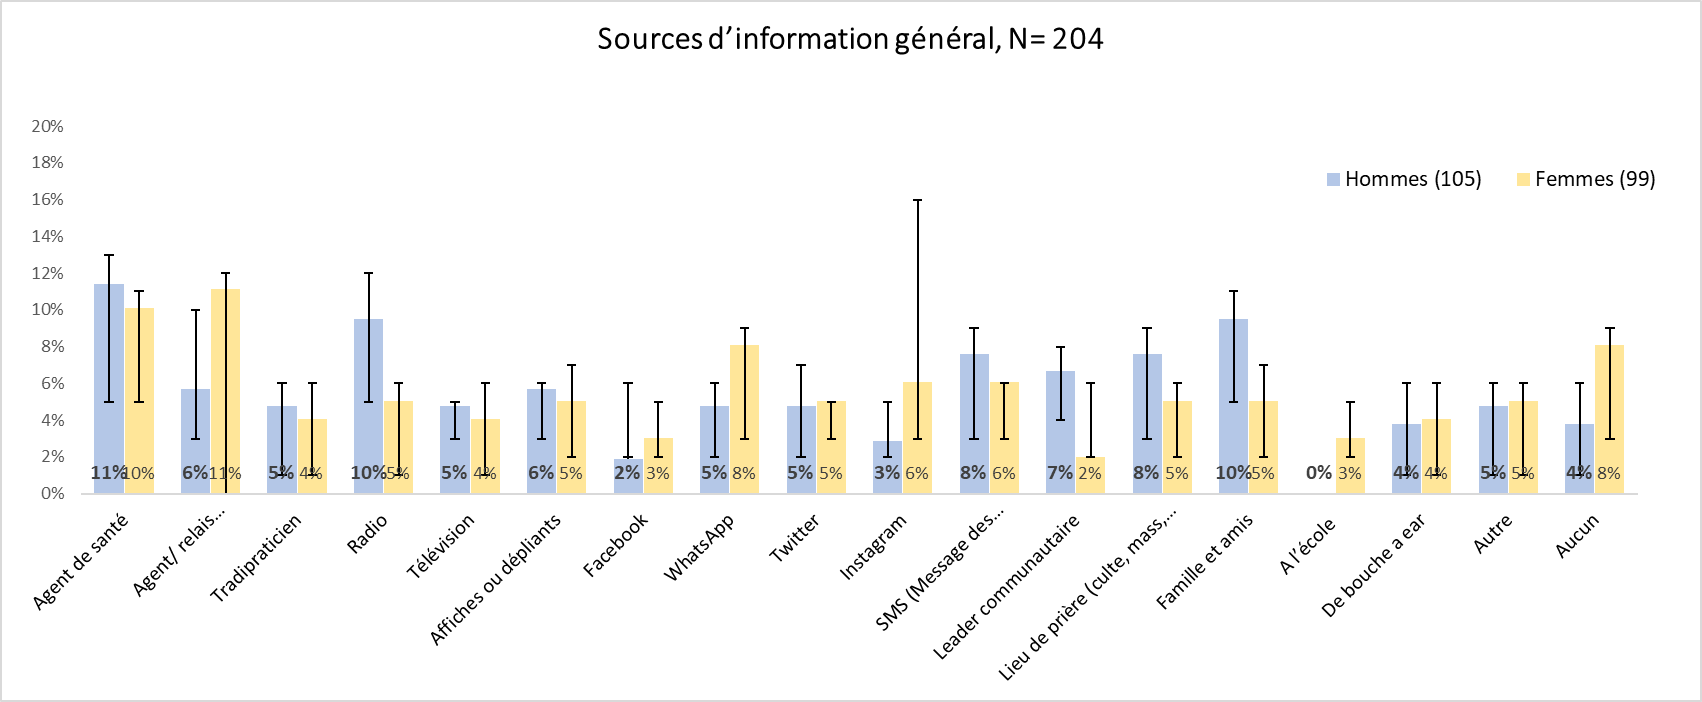 Sources d’information général, N= 204
20%
18%
16%
14%
12%
10%
8%
6%
4%
2%
0%
Hommes (105)
Femmes (99)
11% 10% 6% 11% 5% 4% 10% 5% 5% 4% 6% 5% 2% 3% 5% 8% 5% 5% 3% 6% 8% 6% 7% 2% 8% 5% 10% 5% 0% 3% 4% 4% 5% 5% 4% 8%
Agent de santé
Agent/ relais...
Tradipraticien
Radio
Télévision
Affiches ou dépliants
Facebook
WhatsApp
Twitter
Instagram
SMS (Message des...
Leader communautaire
Lieu de prière (culte, mass,...
Famille et amis
A l’école
De bouche a ear
Autre
Aucun